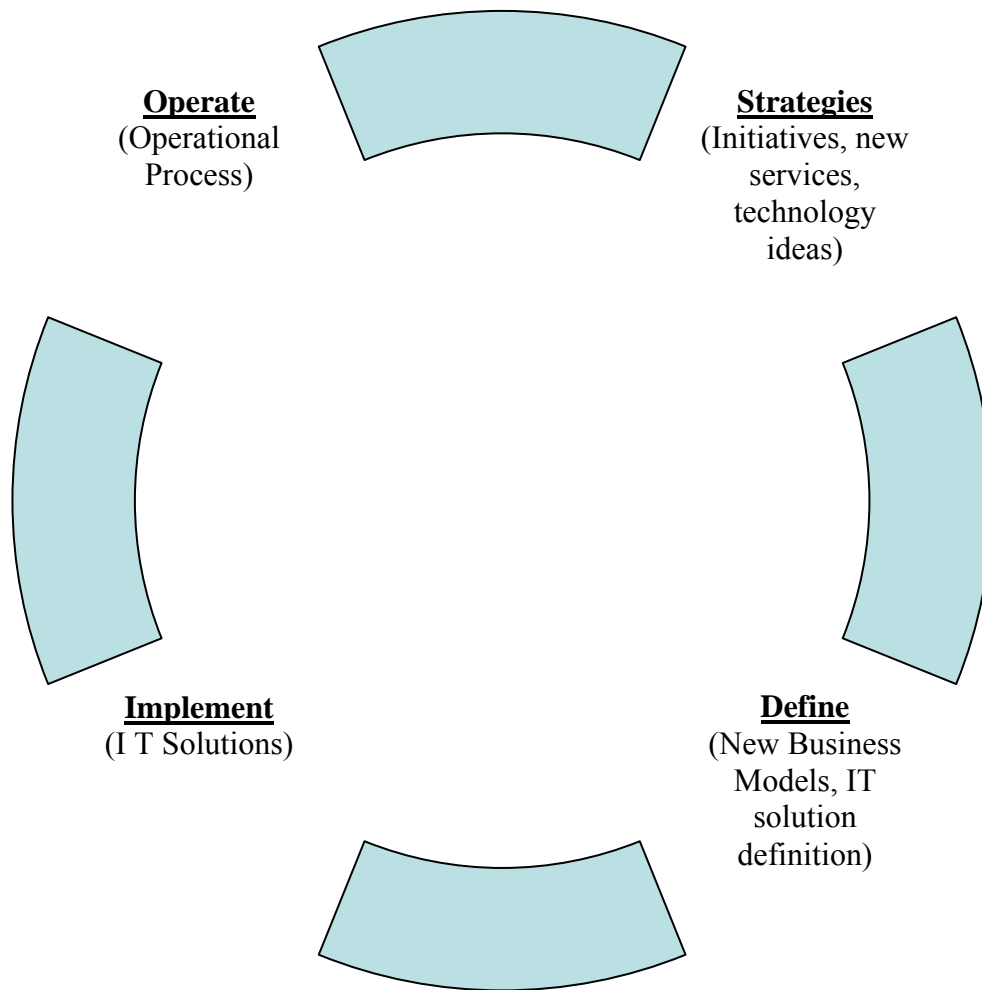 Operate
(Operational
Process)
Strategies
(Initiatives, new
services,
technology
ideas)
Implement
(I T Solutions)
Define
(New Business
Models, IT
solution
definition)